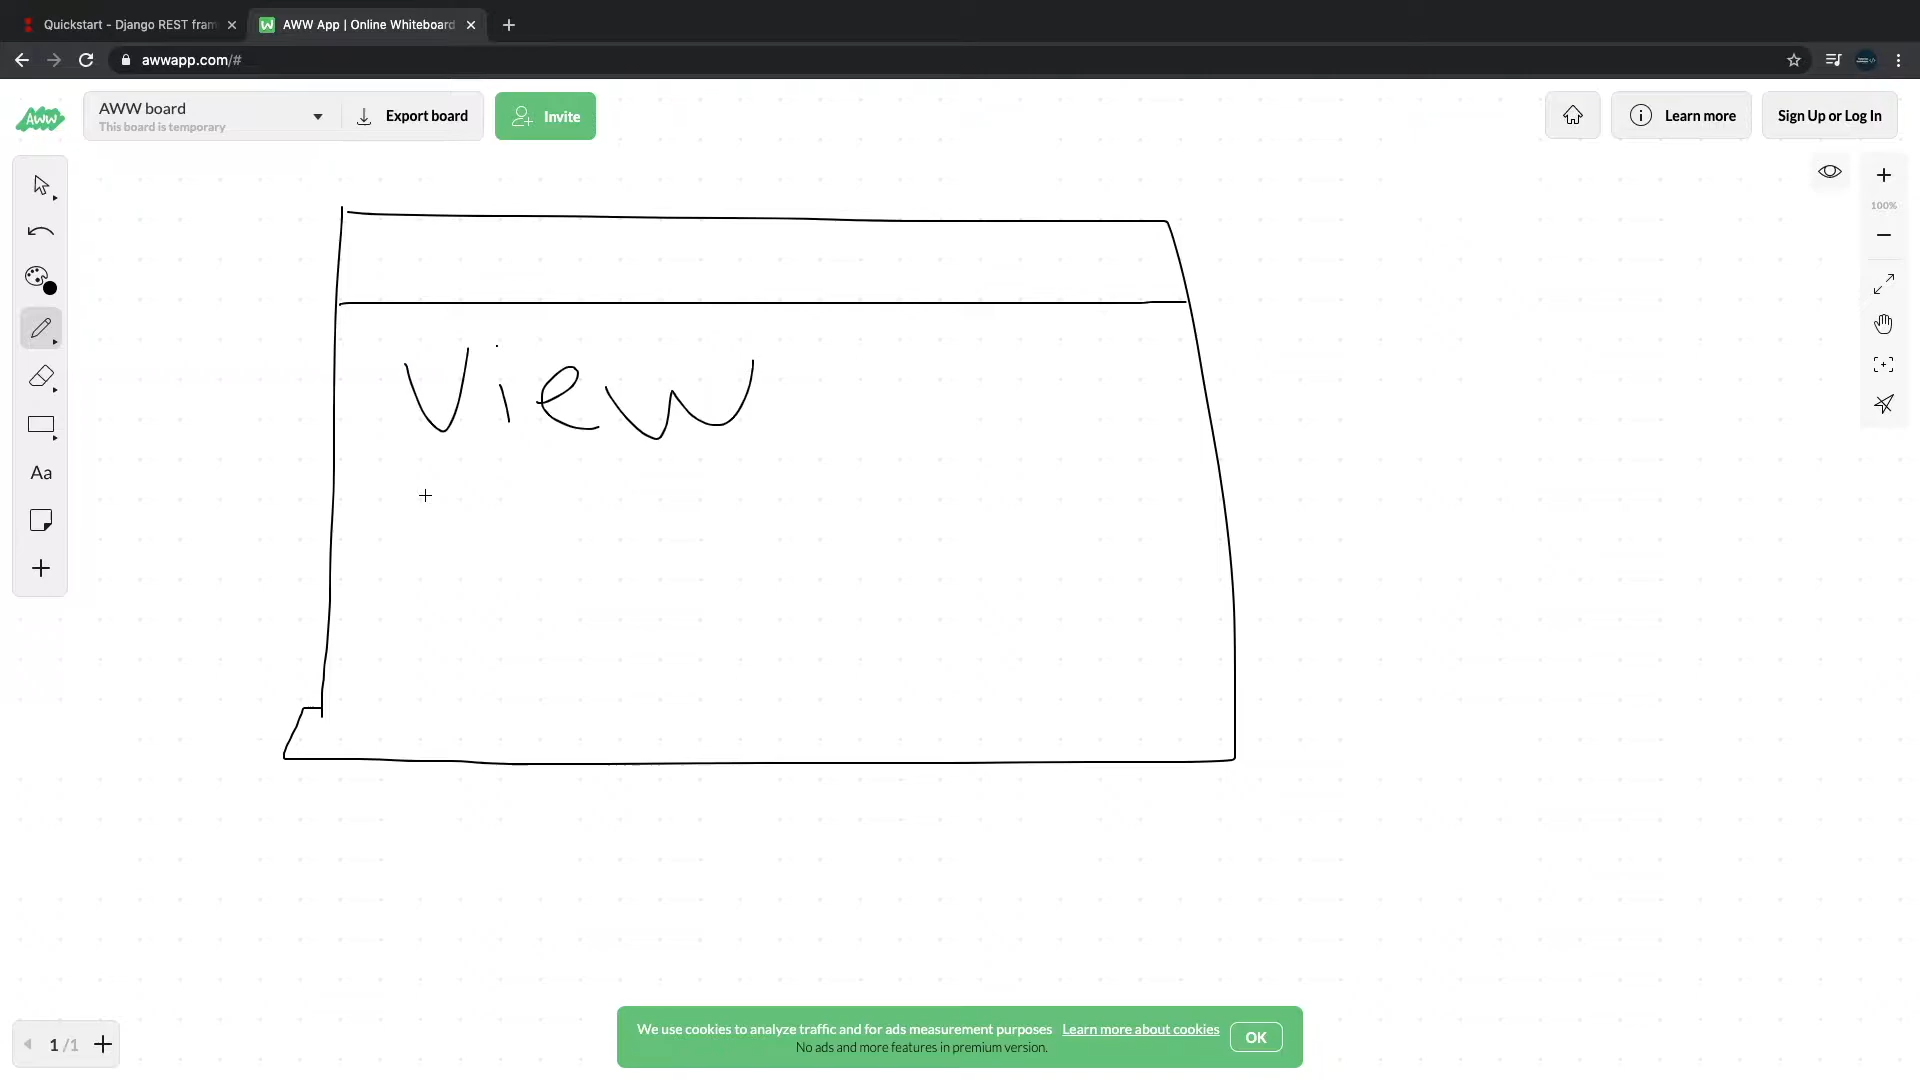 Quickstart - Django REST fram
AWW App | Online Whiteboard
awwapp.com/#
AWW
AWW board
This board is temporary
Export board
Invite
Learn more
Sign Up or Log In
100%
Aa
View
1 /1
We use cookies to analyze traffic and for ads measurement purposes Learn more about cookies
No ads and more features in premium version.
OK